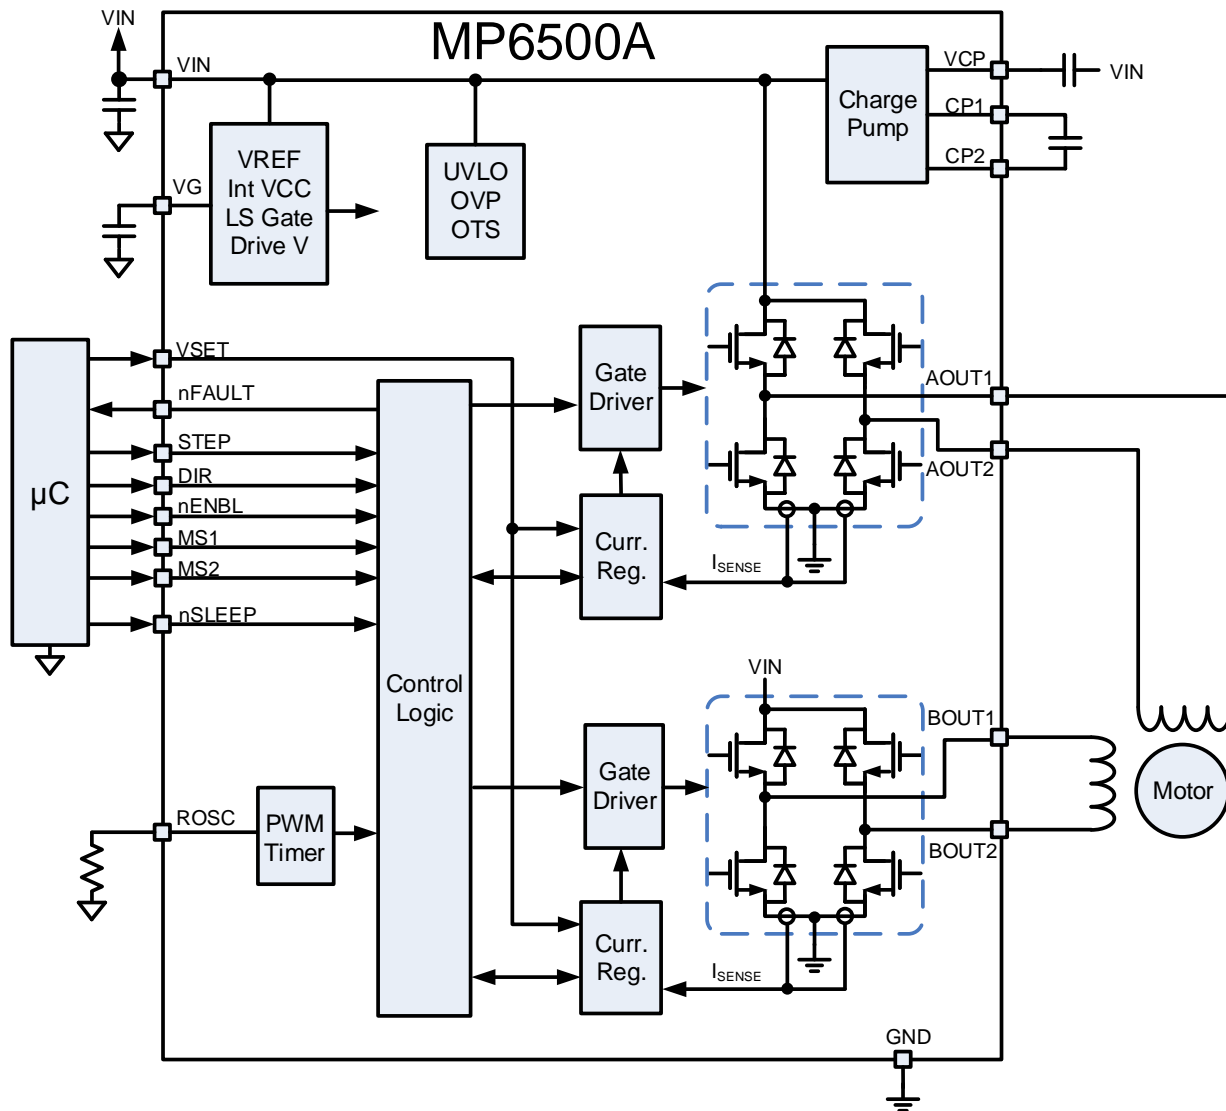 VIN
MP6500A
VIN
VCP
VIN
Charge
Pump
CP1
CP2
VREF
Int VCC
LS Gate
Drive V
UVLO
OVP
OTS
VG
VSET
nFAULT
STEP
DIR
nENBL
MS1
MS2
nSLEEP
µC
Gate
Driver
AOUT1
AOUT2
Curr.
Reg.
ISENSE
Control
Logic
VIN
BOUT1
Gate
Driver
Motor
ROSC
PWM
Timer
BOUT2
Curr.
Reg.
ISENSE
GND